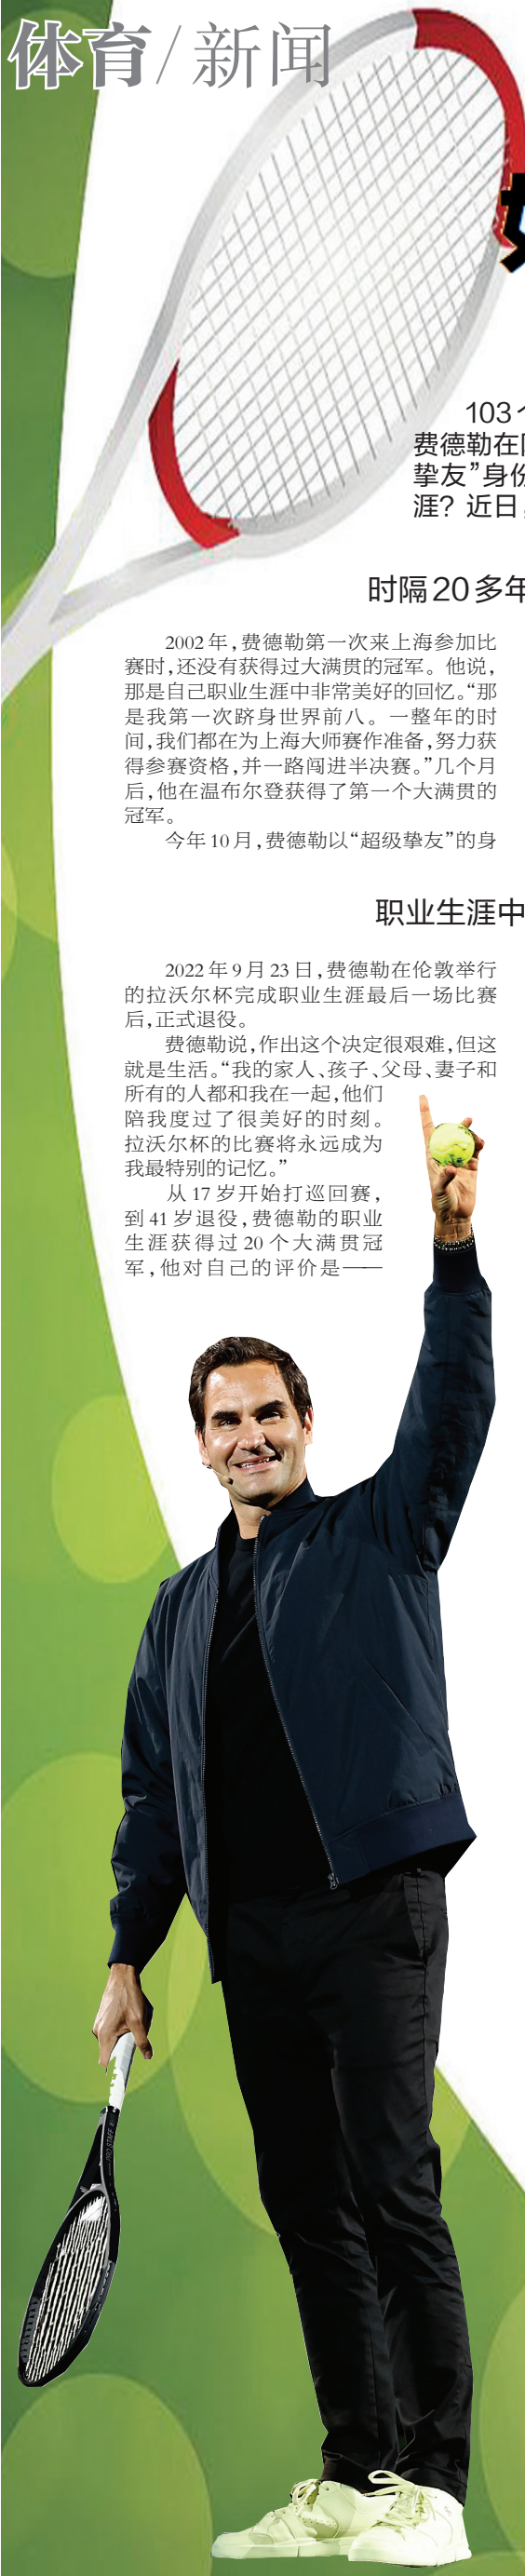 体育/新闻
103
费德勒在
挚友”身份
涯？近日，
时隔20多年
2002年，费德勒第一次来上海参加比
赛时，还没有获得过大满贯的冠军。他说，
那是自己职业生涯中非常美好的回忆。“那
是我第一次跻身世界前八。一整年的时
间，我们都在为上海大师赛作准备，努力获
得参赛资格，并一路闯进半决赛。”几个月
后，他在温布尔登获得了第一个大满贯的
冠军。
今年10月，费德勒以“超级挚友”的身
职业生涯中
2022年9月23日，费德勒在伦敦举行
的拉沃尔杯完成职业生涯最后一场比赛
后，正式退役。
费德勒说，作出这个决定很艰难，但这
就是生活。“我的家人、孩子、父母、妻子和
所有的人都和我在一起，他们
陪我度过了很美好的时刻。
拉沃尔杯的比赛将永远成为
我最特别的记忆。”
从17岁开始打巡回赛，
到41岁退役，费德勒的职业
生涯获得过20个大满贯冠
军，他对自己的评价是——